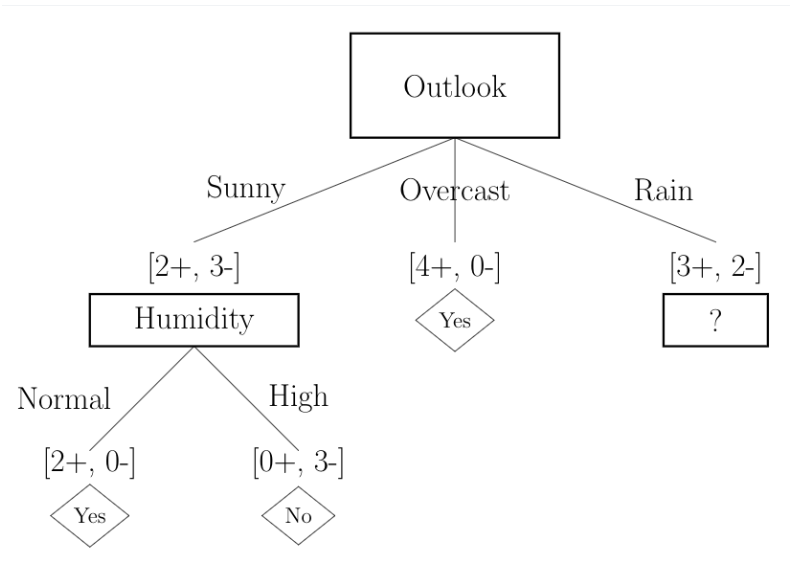 Outlook
Sunny
Overcast
Rain
[2+, 3-]
[4+, 0-]
[3+, 2-]
Humidity
Yes
?
Normal
High
[2+, 0-]
[0+, 3-]
Yes
No